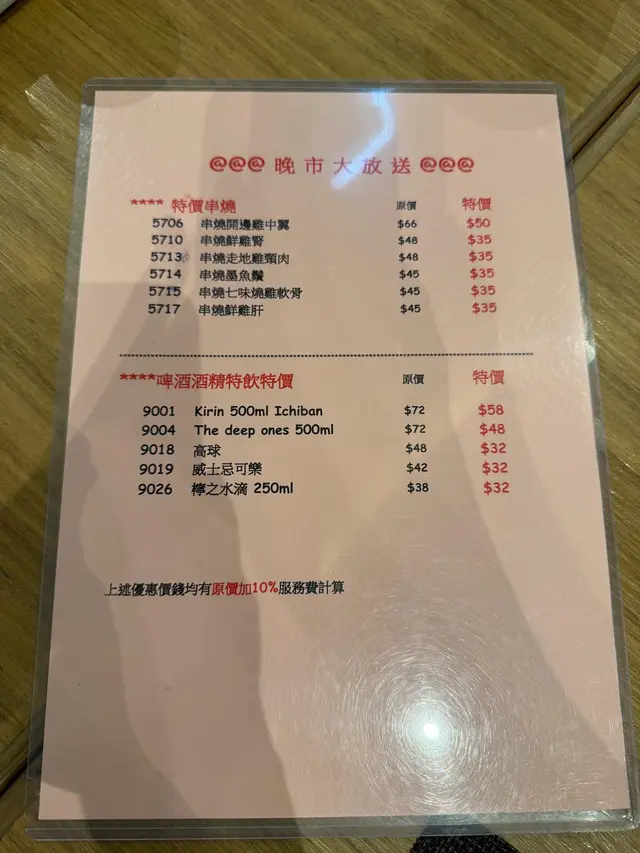 @@@ 晚市大放送 @@@
**** 特價串燒 原價 特價
5706 串燒開邊雞中翼 $66 $50
5710 串燒鮮雞腎 $48 $35
5713 串燒走地雞頸肉 $48 $35
5714 串燒墨魚鬚 $45 $35
5715 串燒七味燒雞軟骨 $45 $35
5717 串燒鮮雞肝 $45 $35
****啤酒酒精特飲特價 原價 特價
9001 Kirin 500ml Ichiban $72 $58
9004 The deep ones 500ml $72 $48
9018 高球 $48 $32
9019 威士忌可樂 $42 $32
9026 檸之水滴 250ml $38 $32
上述優惠價錢均有原價加10%服務費計算